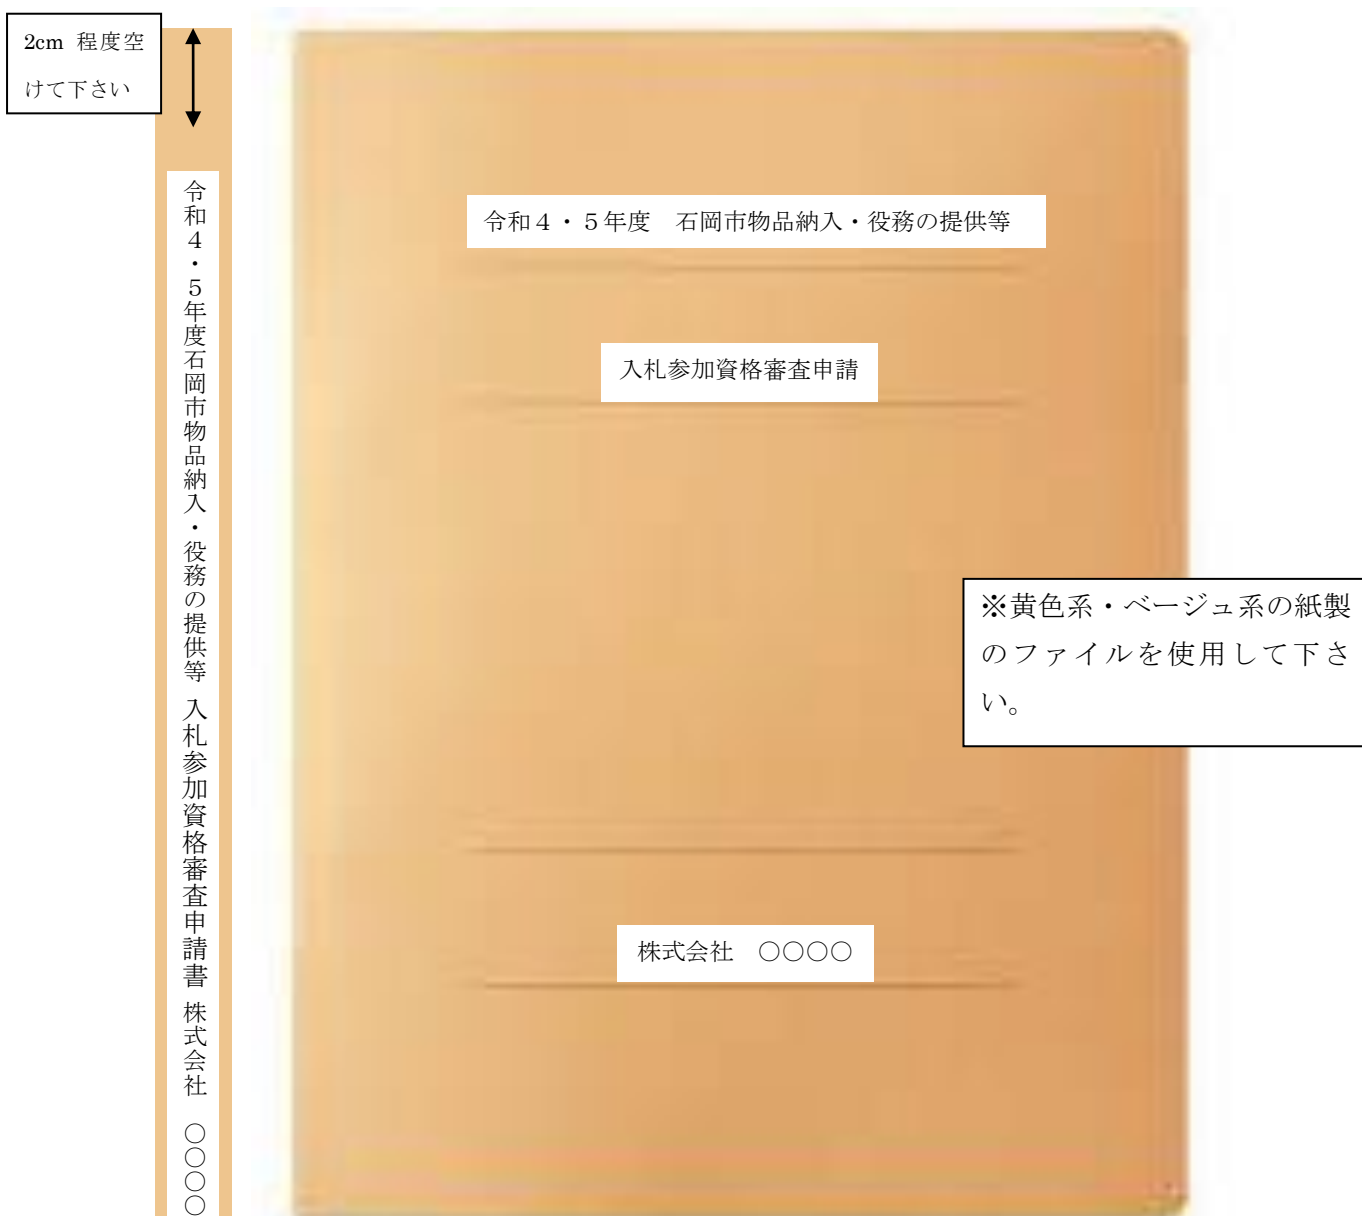 2cm 程度空
けて下さい
令和４・５年度石岡市物品納入・役務の提供等 入札参加資格審査申請書 株式会社　○○○○
令和４・５年度　石岡市物品納入・役務の提供等
入札参加資格審査申請
※黄色系・ベージュ系の紙製
のファイルを使用して下さ
い。
株式会社　○○○○